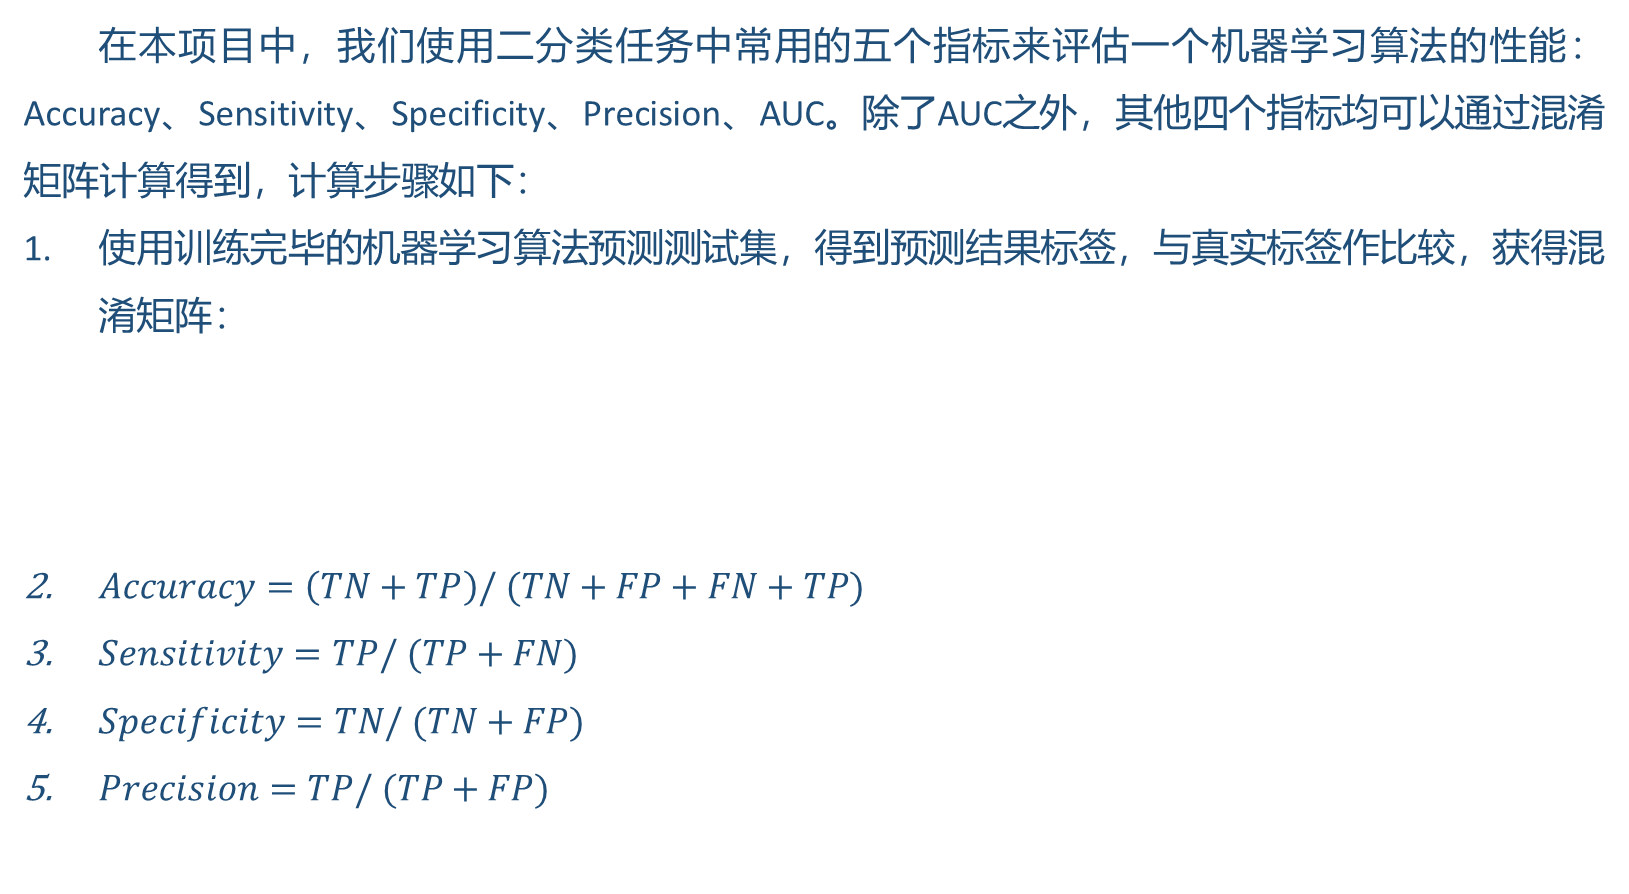 在本项目中，我们使用二分类任务中常用的五个指标来评估一个机器学习算法的性能：
Accuracy、Sensitivity、Specificity、Precision、AUC。除了AUC之外，其他四个指标均可以通过混淆
矩阵计算得到，计算步骤如下：
1. 使用训练完毕的机器学习算法预测测试集，得到预测结果标签，与真实标签作比较，获得混
淆矩阵：
2. Accuracy = (TN + TP)/ (TN + FP + FN + TP)
3. Sensitivity = TP/ (TP + FN)
4. Specificity = TN/ (TN + FP)
5. Precision = TP/ (TP + FP)